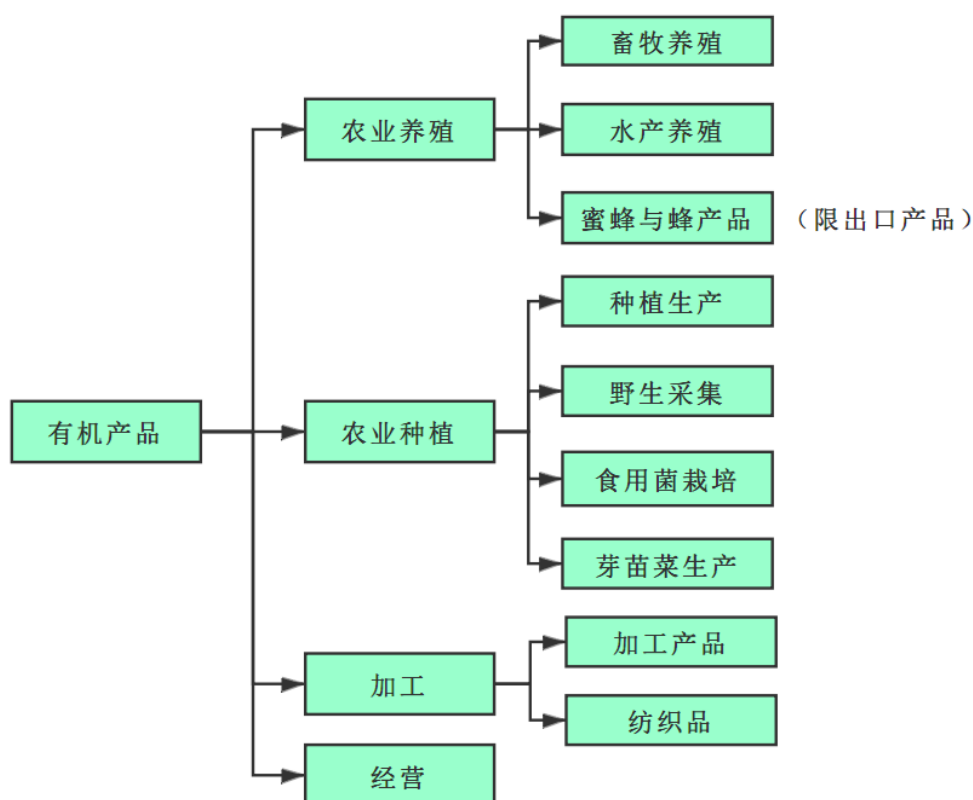 有机产品
农业养殖
畜牧养殖
水产养殖
蜜蜂与蜂产品 （限出口产品）
农业种植
种植生产
野生采集
食用菌栽培
芽苗菜生产
加工
加工产品
纺织品
经营